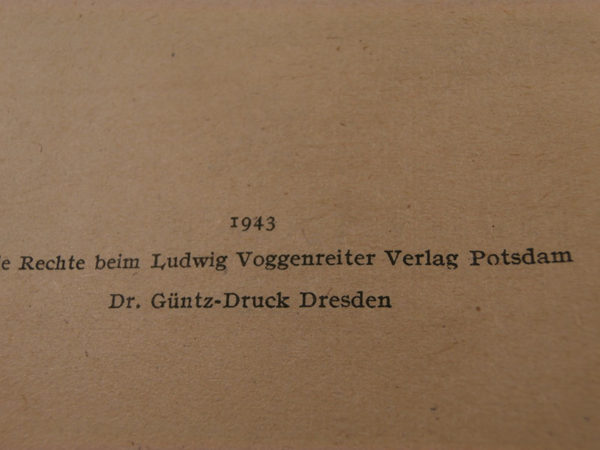 1943
e Rechte beim Ludwig Voggenreiter Verlag Potsdam
Dr. Güntz-Druck Dresden